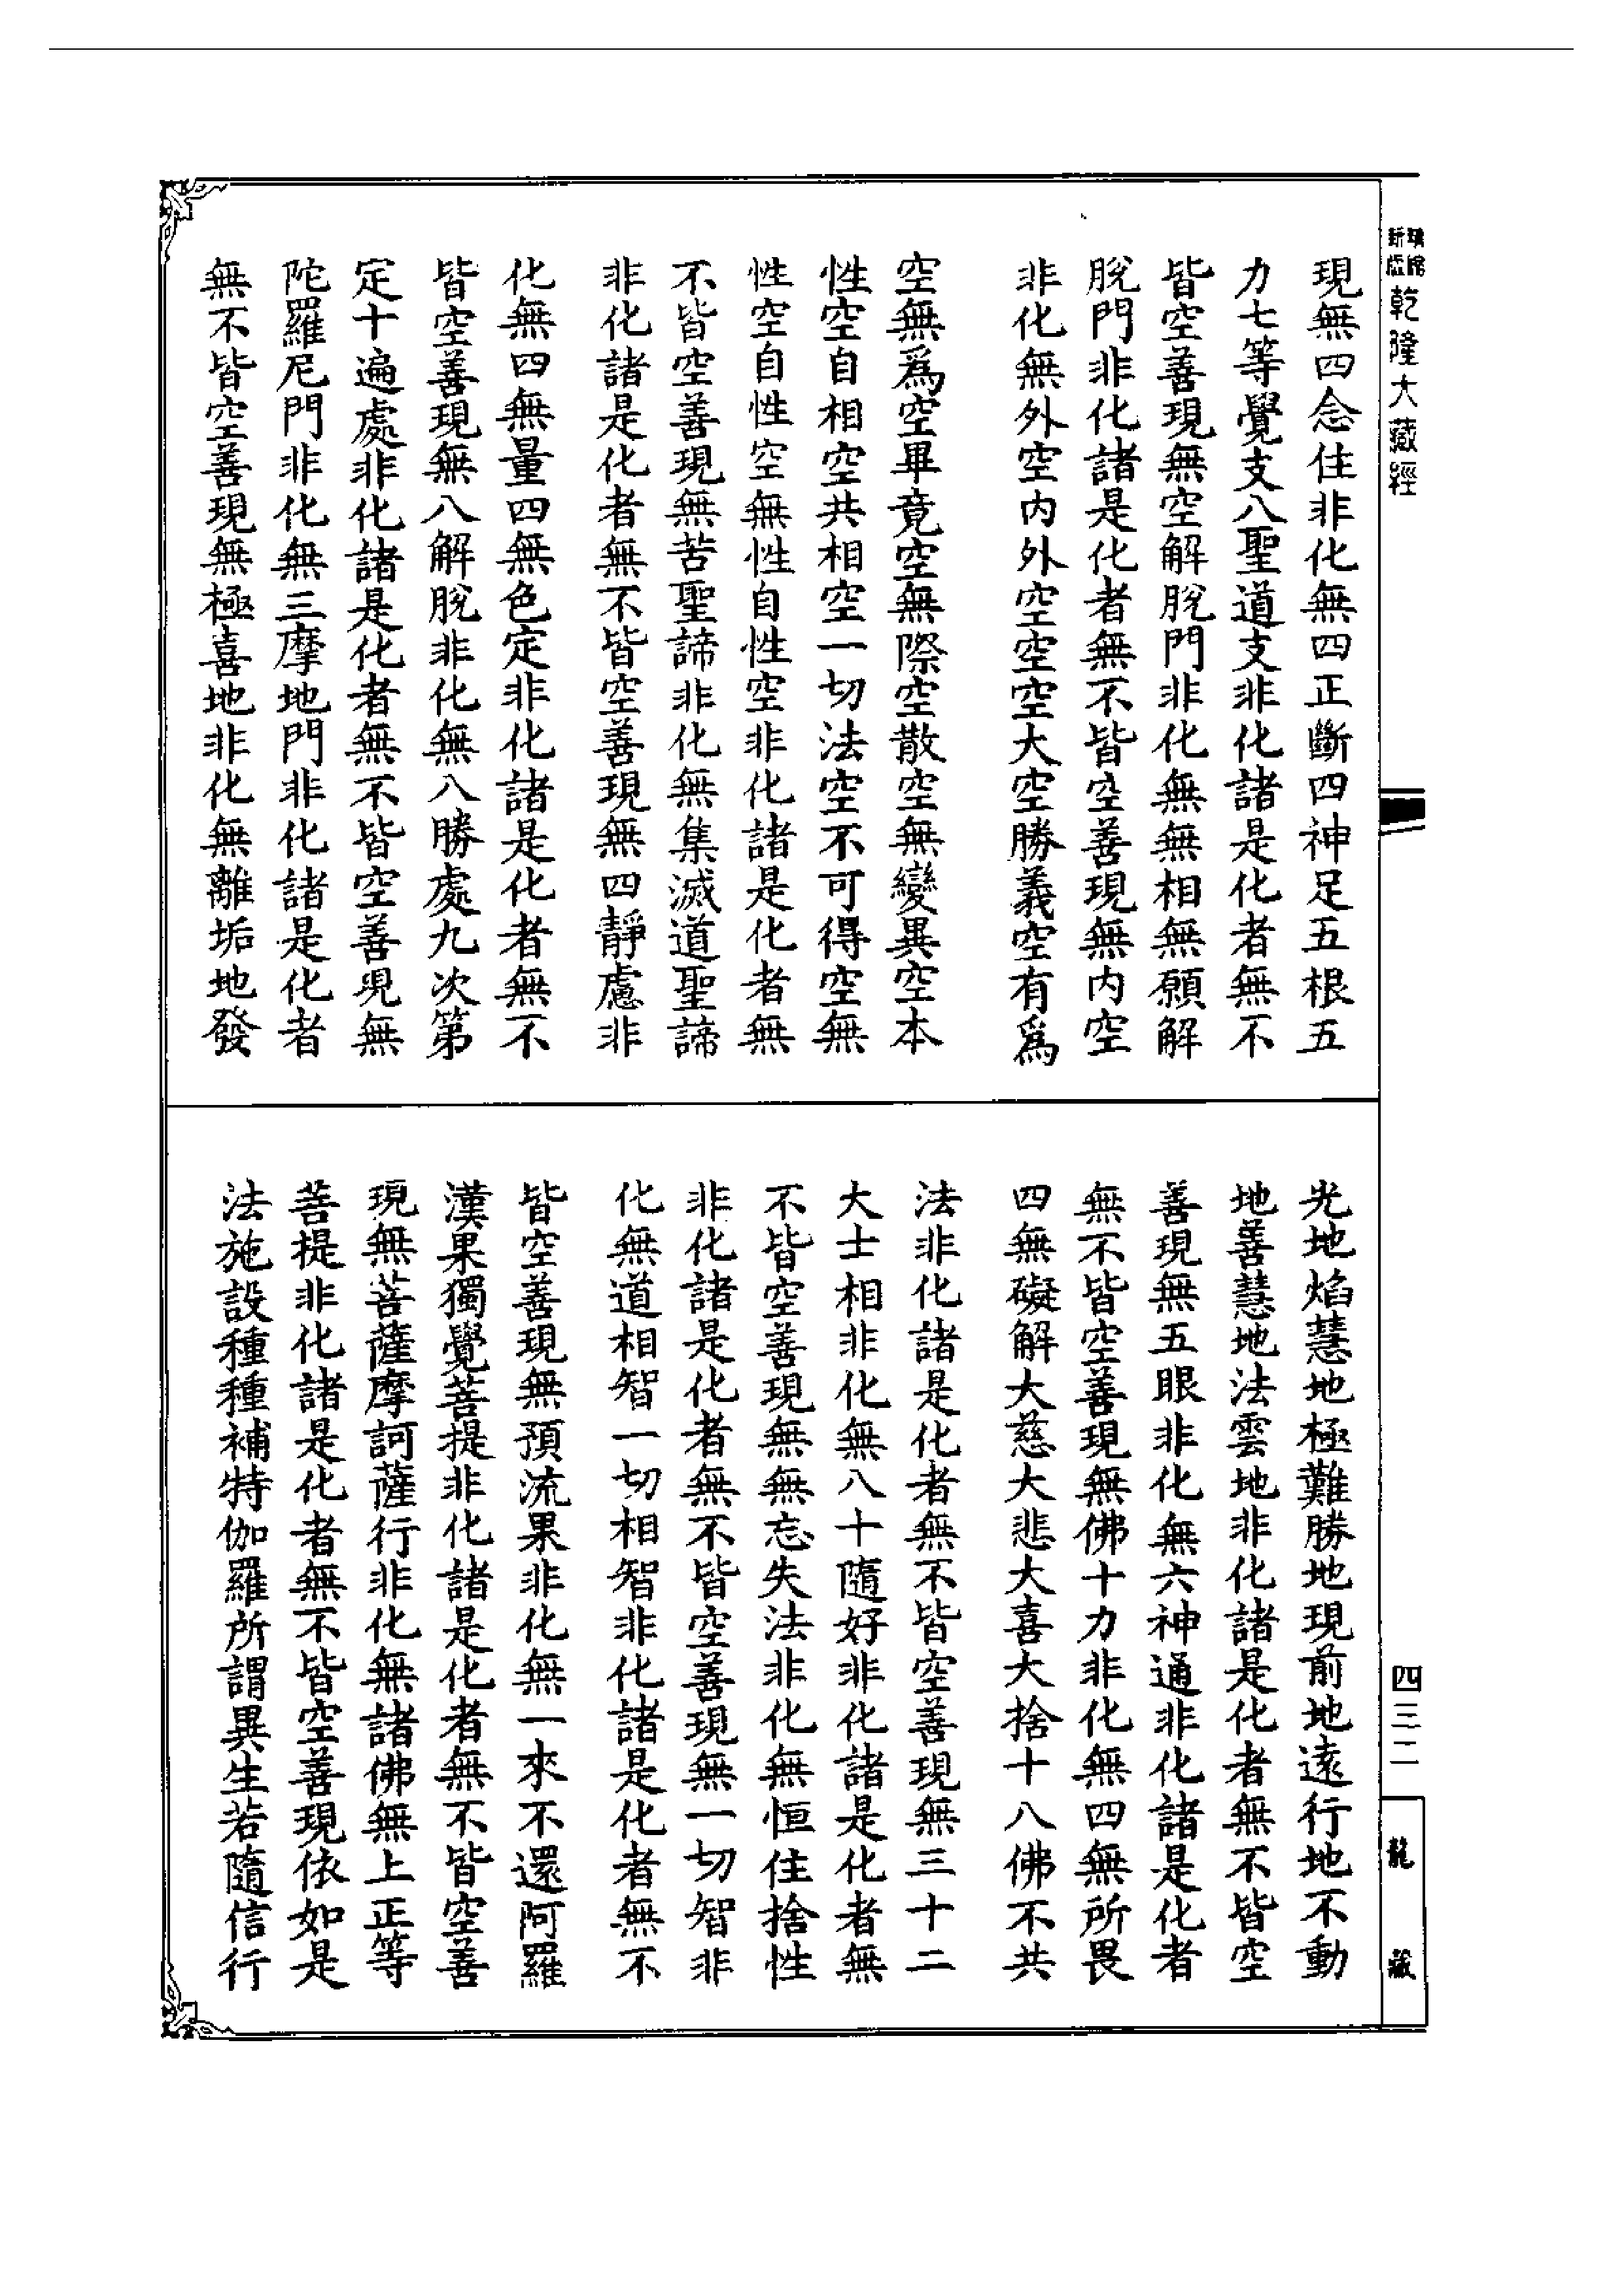 乾隆大藏經
現無四念住非化無四正斷四神足五根五
力七等覺支八聖道支非化諸是化者無不
皆空善現無空解脫門非化無無相無願解
脫門非化諸是化者無不皆空善現無內空
非化無外空內外空空空大空勝義空有為
空無為空畢竟空無際空散空無變異空本
性空自相空共相空一切法空不可得空無
性空自性空無性自性空非化諸是化者無
不皆空善現無苦聖諦非化無集滅道聖諦
非化諸是化者無不皆空善現無四靜慮非
化無四無量四無色定非化諸是化者無不
皆空善現無八解脫非化無八勝處九次第
定十遍處非化諸是化者無不皆空善現無
陀羅尼門非化無三摩地門非化諸是化者
無不皆空善現無極喜地非化無離垢地發
光地焰慧地極難勝地現前地遠行地不動
地善慧地法雲地非化諸是化者無不皆空
善現無五眼非化無六神通非化諸是化者
無不皆空善現無佛十力非化無四無所畏
四無礙解大慈大悲大喜大捨十八佛不共
法非化諸是化者無不皆空善現無三十二
大士相非化無八十隨好非化諸是化者無
不皆空善現無無忘失法非化無恒住捨性
非化諸是化者無不皆空善現無一切智非
化無道相智一切相智非化諸是化者無不
皆空善現無預流果非化無一來不還阿羅
漢果獨覺菩提非化諸是化者無不皆空善
現無菩薩摩訶薩行非化無諸佛無上正等
菩提非化諸是化者無不皆空善現依如是
法施設種種補特伽羅所謂異生若隨信行
四三二
龍藏